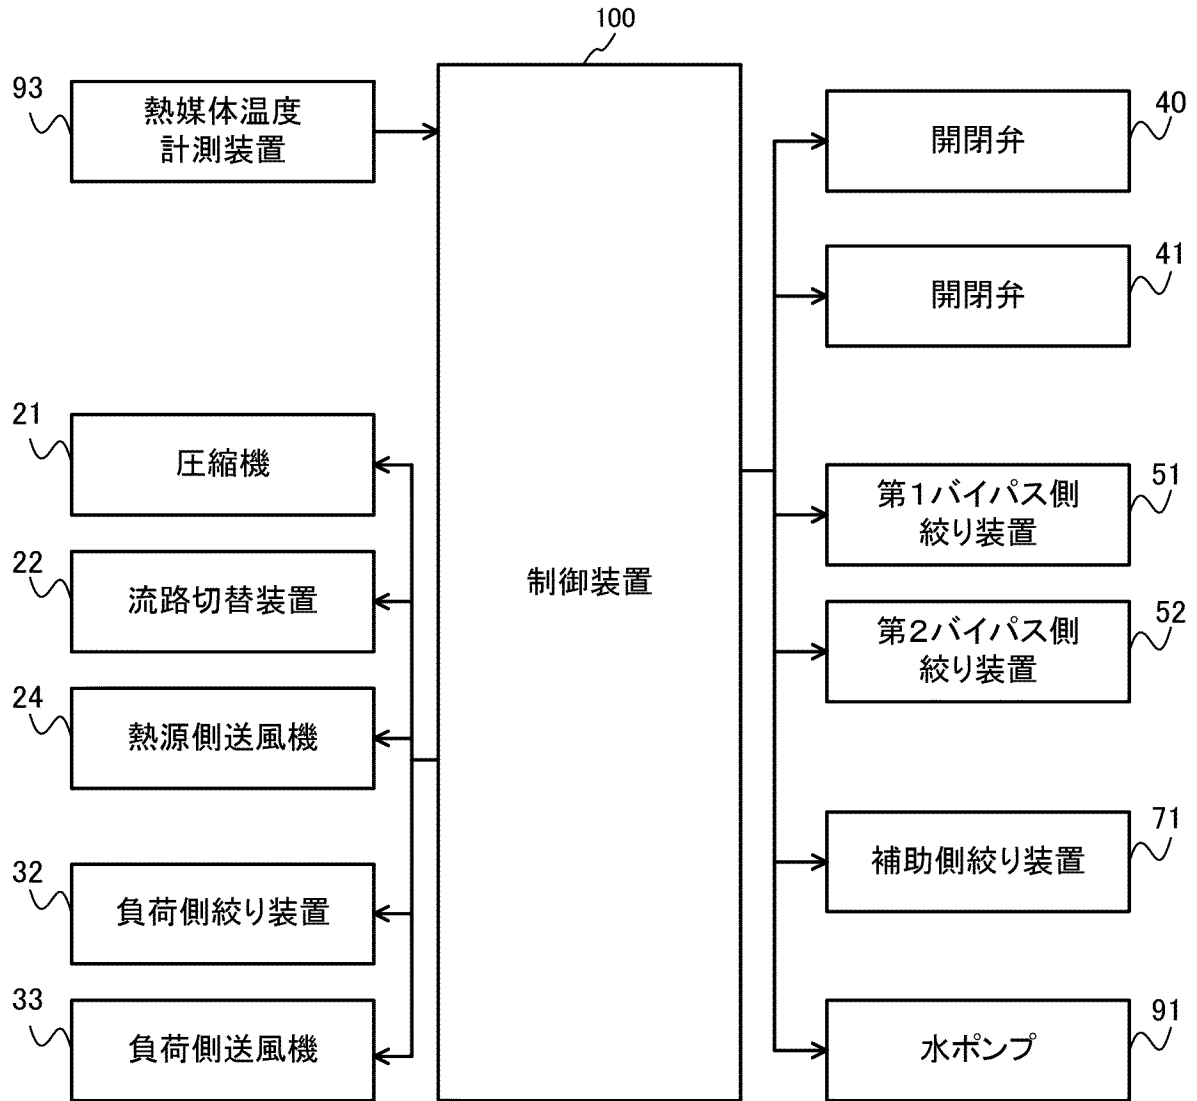 100
93
熱媒体温度
計測装置
21
圧縮機
22
流路切替装置
24
熱源側送風機
32
負荷側絞り装置
33
負荷側送風機
制御装置
40
開閉弁
41
開閉弁
51
第１バイパス側
絞り装置
52
第２バイパス側
絞り装置
71
補助側絞り装置
91
水ポンプ